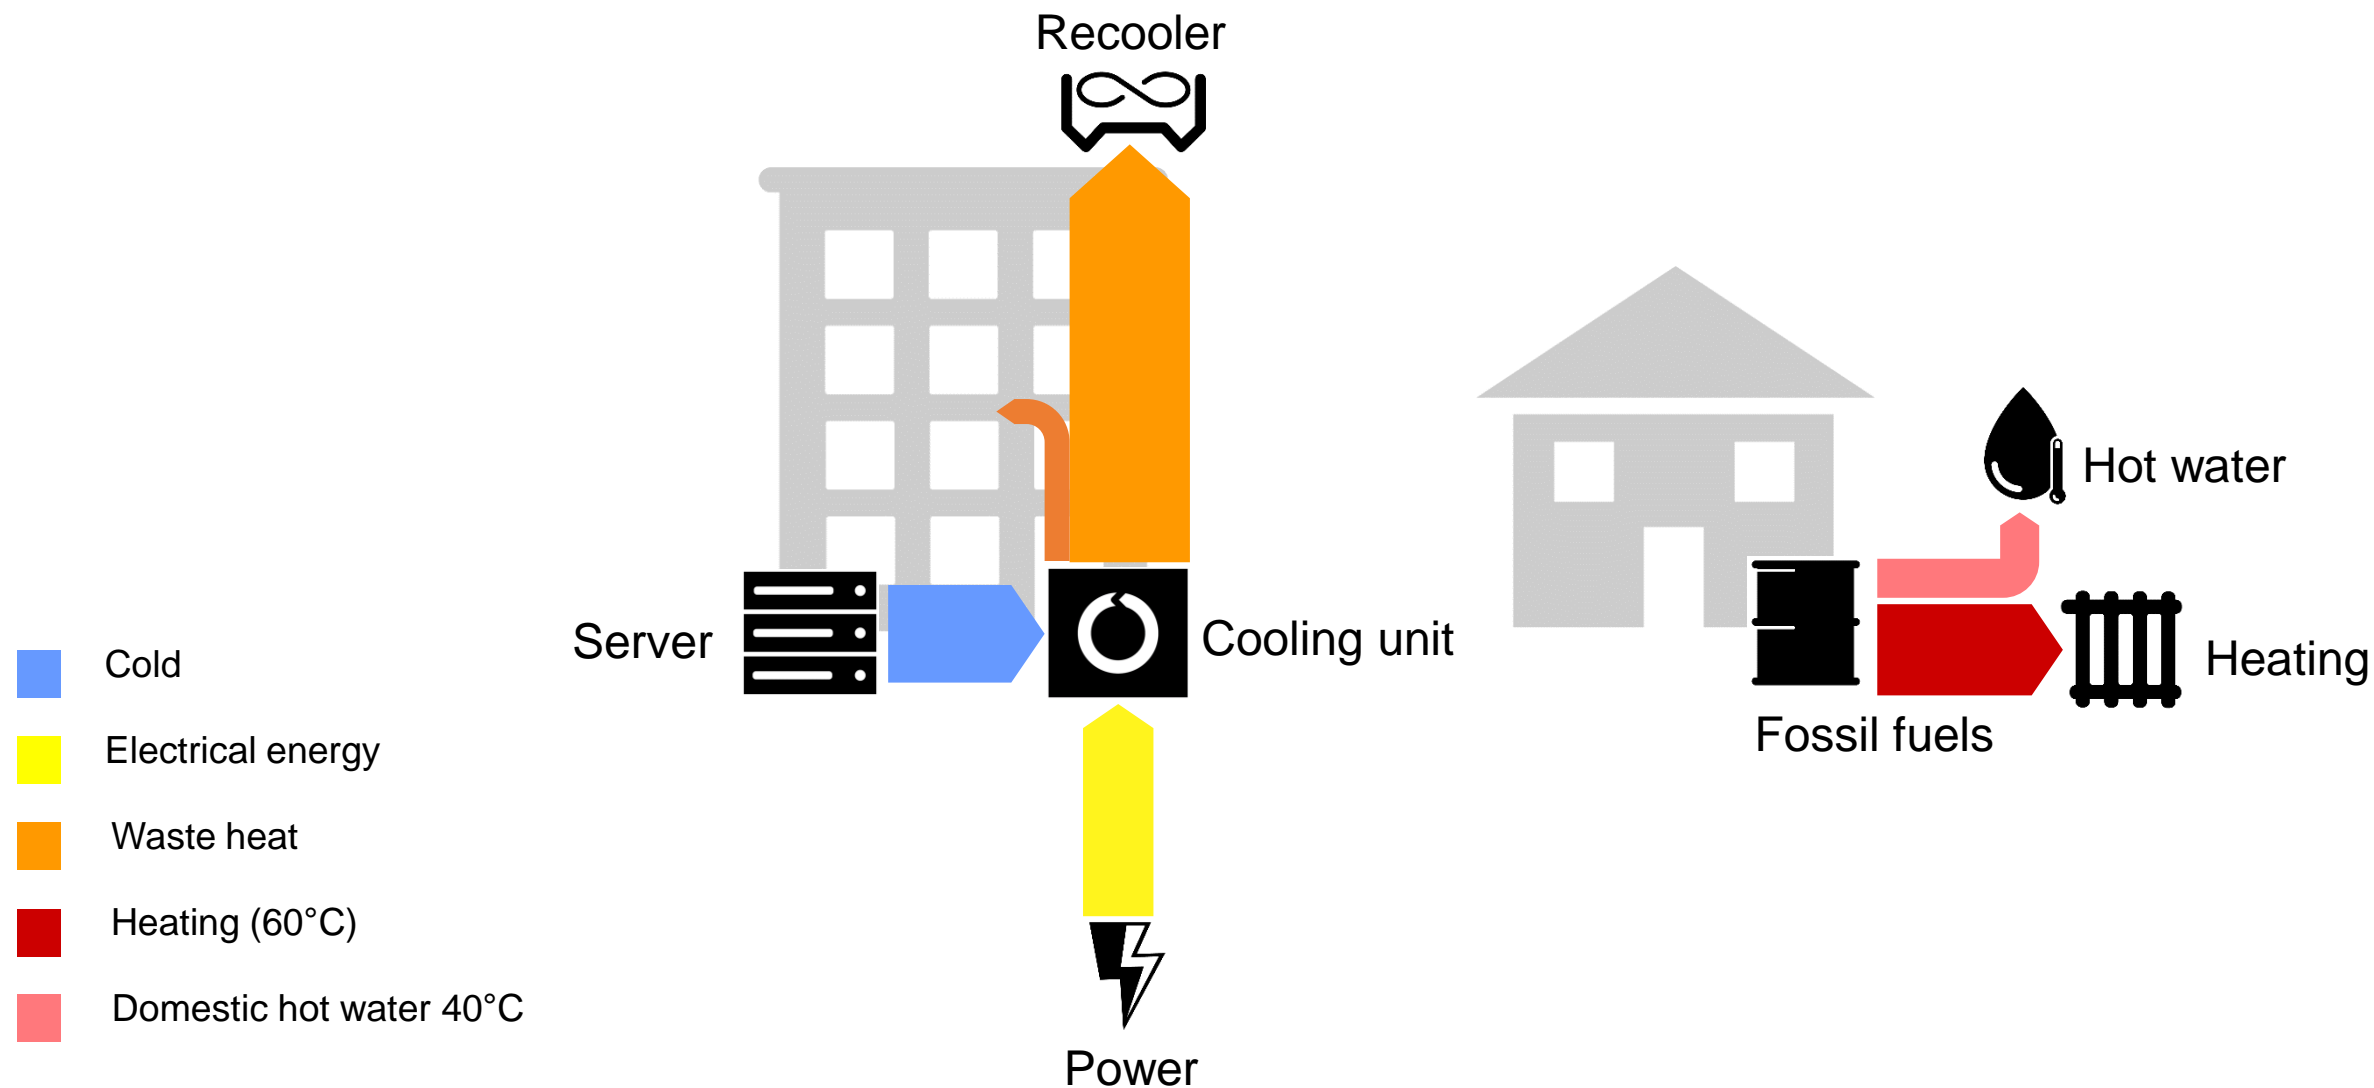 Recooler
Hot water
Server
Cooling unit
Heating
Fossil fuels
Power
Cold
Electrical energy
Waste heat
Heating (60°C)
Domestic hot water 40°C